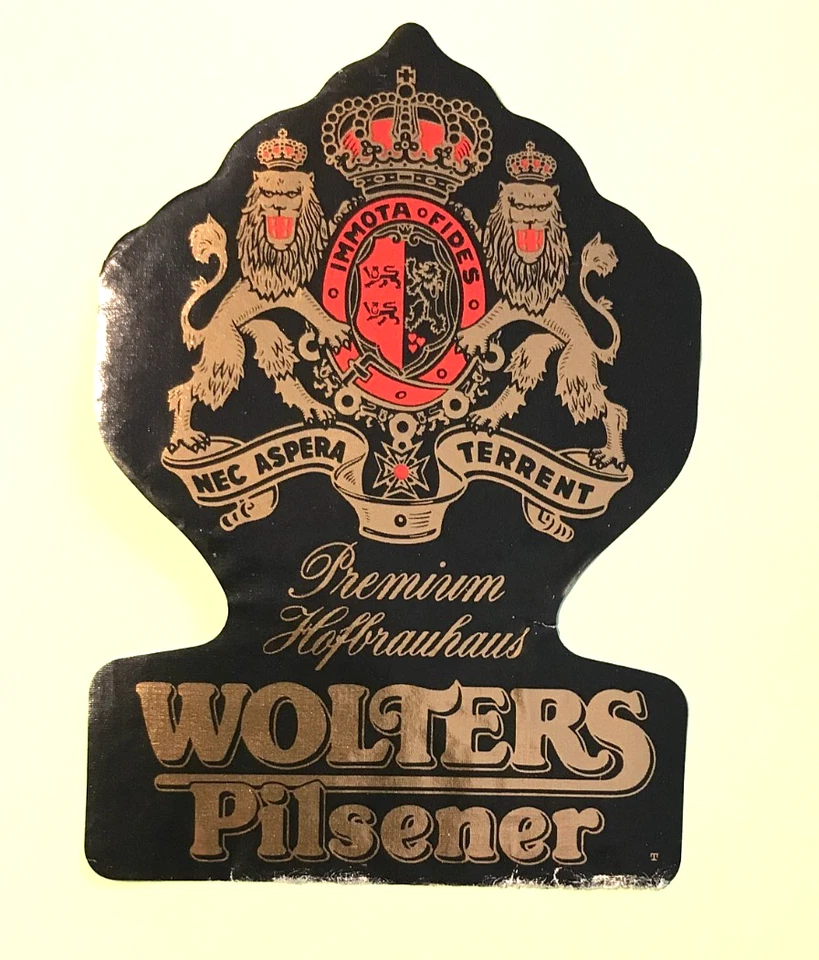 IMMOTA FIDES
NEC ASPERA TERRENT
Premium
Hofbrauhaus
WOLTERS
Pilsener
T